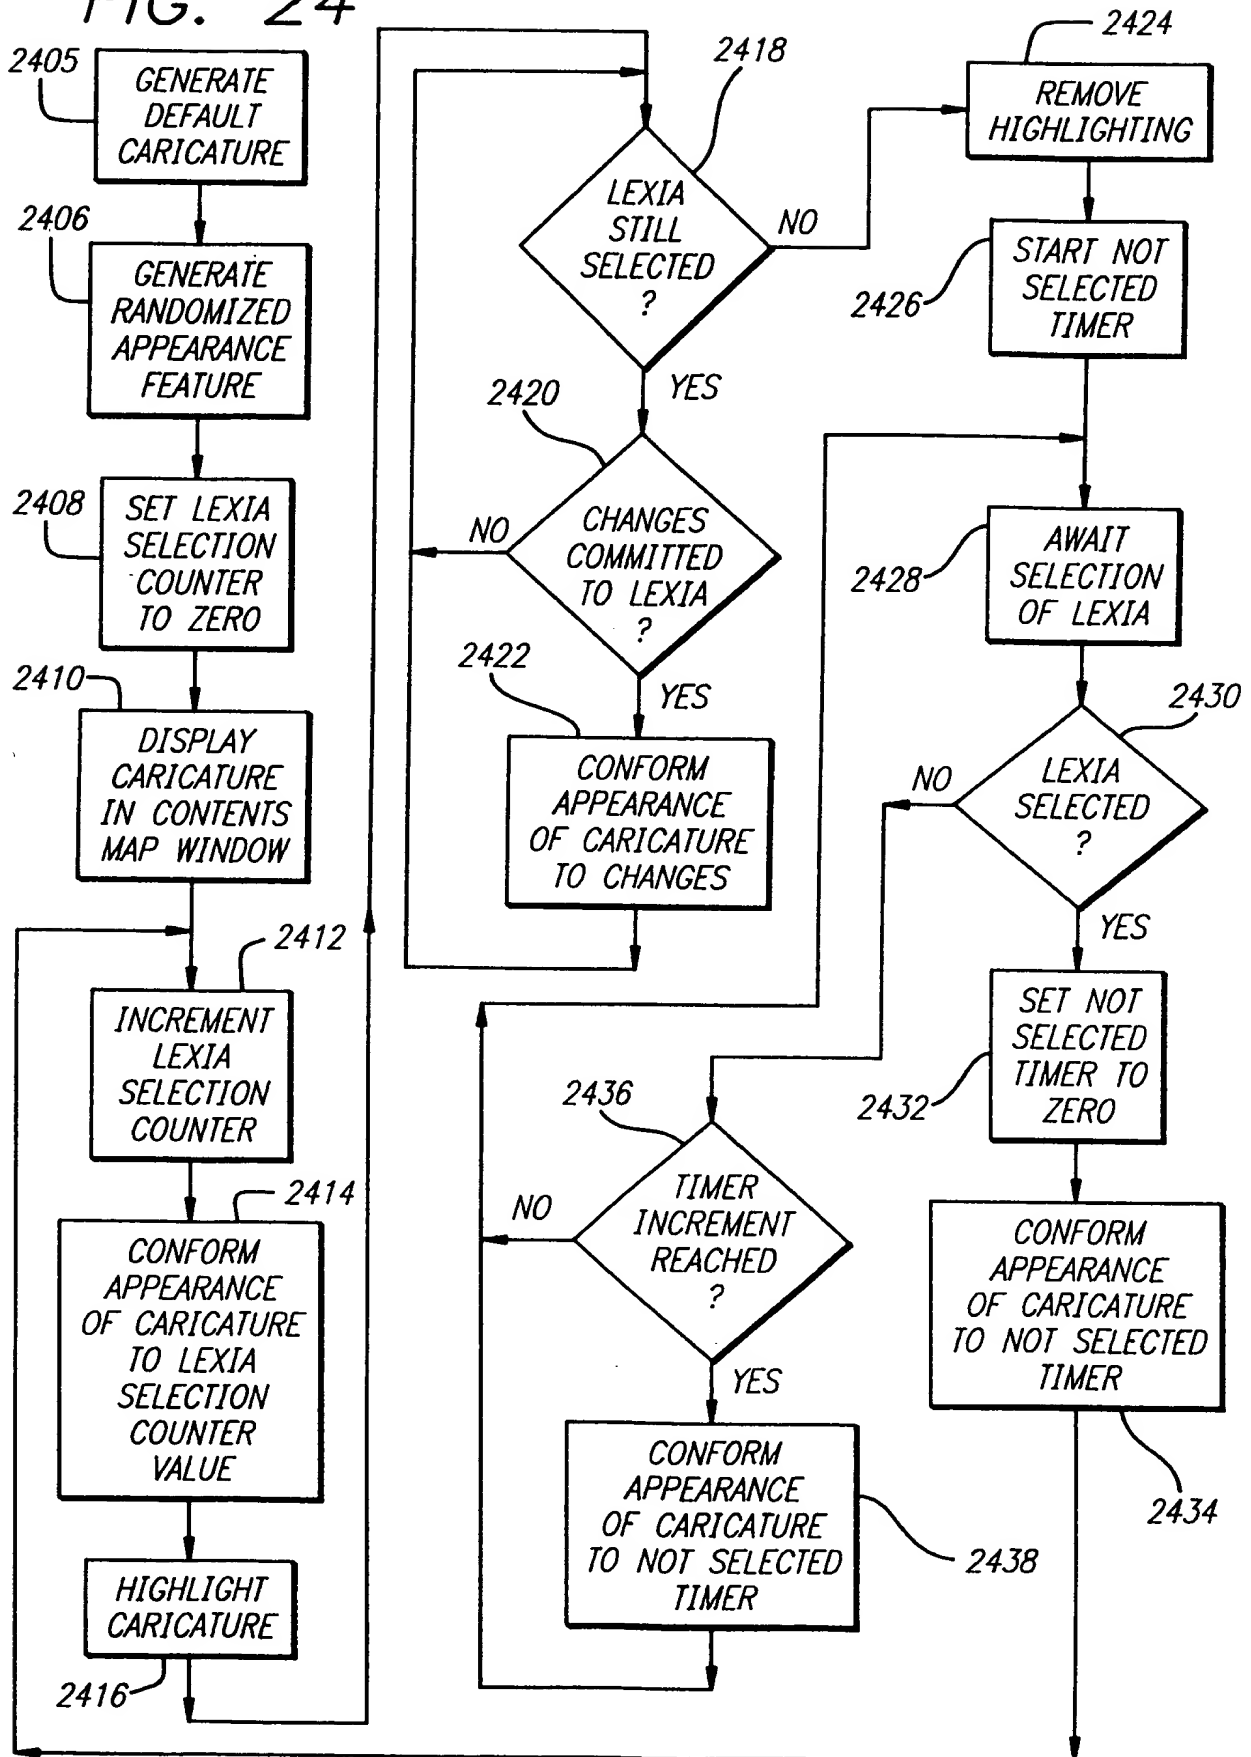 FIG. 24
2405
GENERATE
DEFAULT
CARICATURE
2406
GENERATE
RANDOMIZED
APPEARANCE
FEATURE
2408
SET LEXIA
SELECTION
COUNTER
TO ZERO
2410
DISPLAY
CARICATURE
IN CONTENTS
MAP WINDOW
2412
INCREMENT
LEXIA
SELECTION
COUNTER
2414
CONFORM
APPEARANCE
OF CARICATURE
TO LEXIA
SELECTION
COUNTER
VALUE
HIGHLIGHT
CARICATURE
2416
2418
LEXIA
STILL
SELECTED
?
NO
YES
2420
CHANGES
COMMITTED
TO LEXIA
?
NO
YES
2422
CONFORM
APPEARANCE
OF CARICATURE
TO CHANGES
2424
REMOVE
HIGHLIGHTING
START NOT
SELECTED
TIMER
2426
AWAIT
SELECTION
OF LEXIA
2428
2430
LEXIA
SELECTED
?
NO
YES
SET NOT
SELECTED
TIMER TO
ZERO
2432
CONFORM
APPEARANCE
OF CARICATURE
TO NOT SELECTED
TIMER
2434
2436
TIMER
INCREMENT
REACHED
?
NO
YES
CONFORM
APPEARANCE
OF CARICATURE
TO NOT SELECTED
TIMER
2438